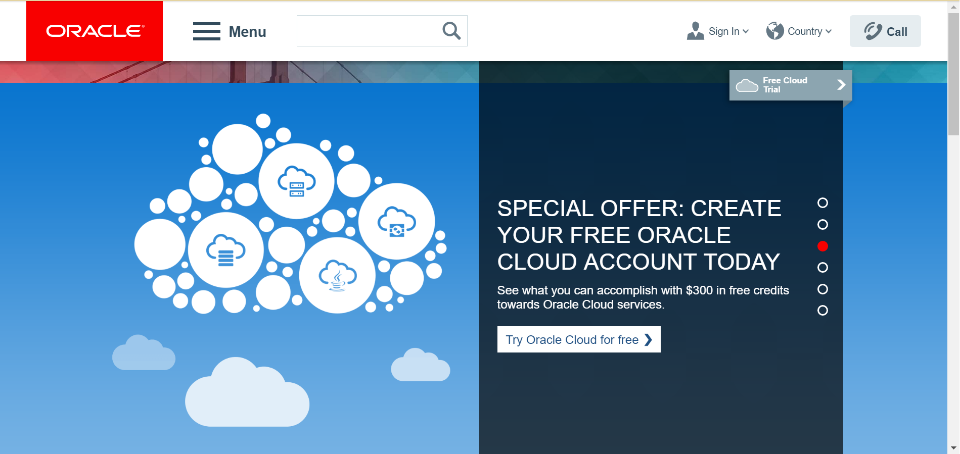 ORACLE®
Menu
Sign In
Country
Call
Free Cloud
Trial
SPECIAL OFFER: CREATE
YOUR FREE ORACLE
CLOUD ACCOUNT TODAY
See what you can accomplish with $300 in free credits
towards Oracle Cloud services.
Try Oracle Cloud for free